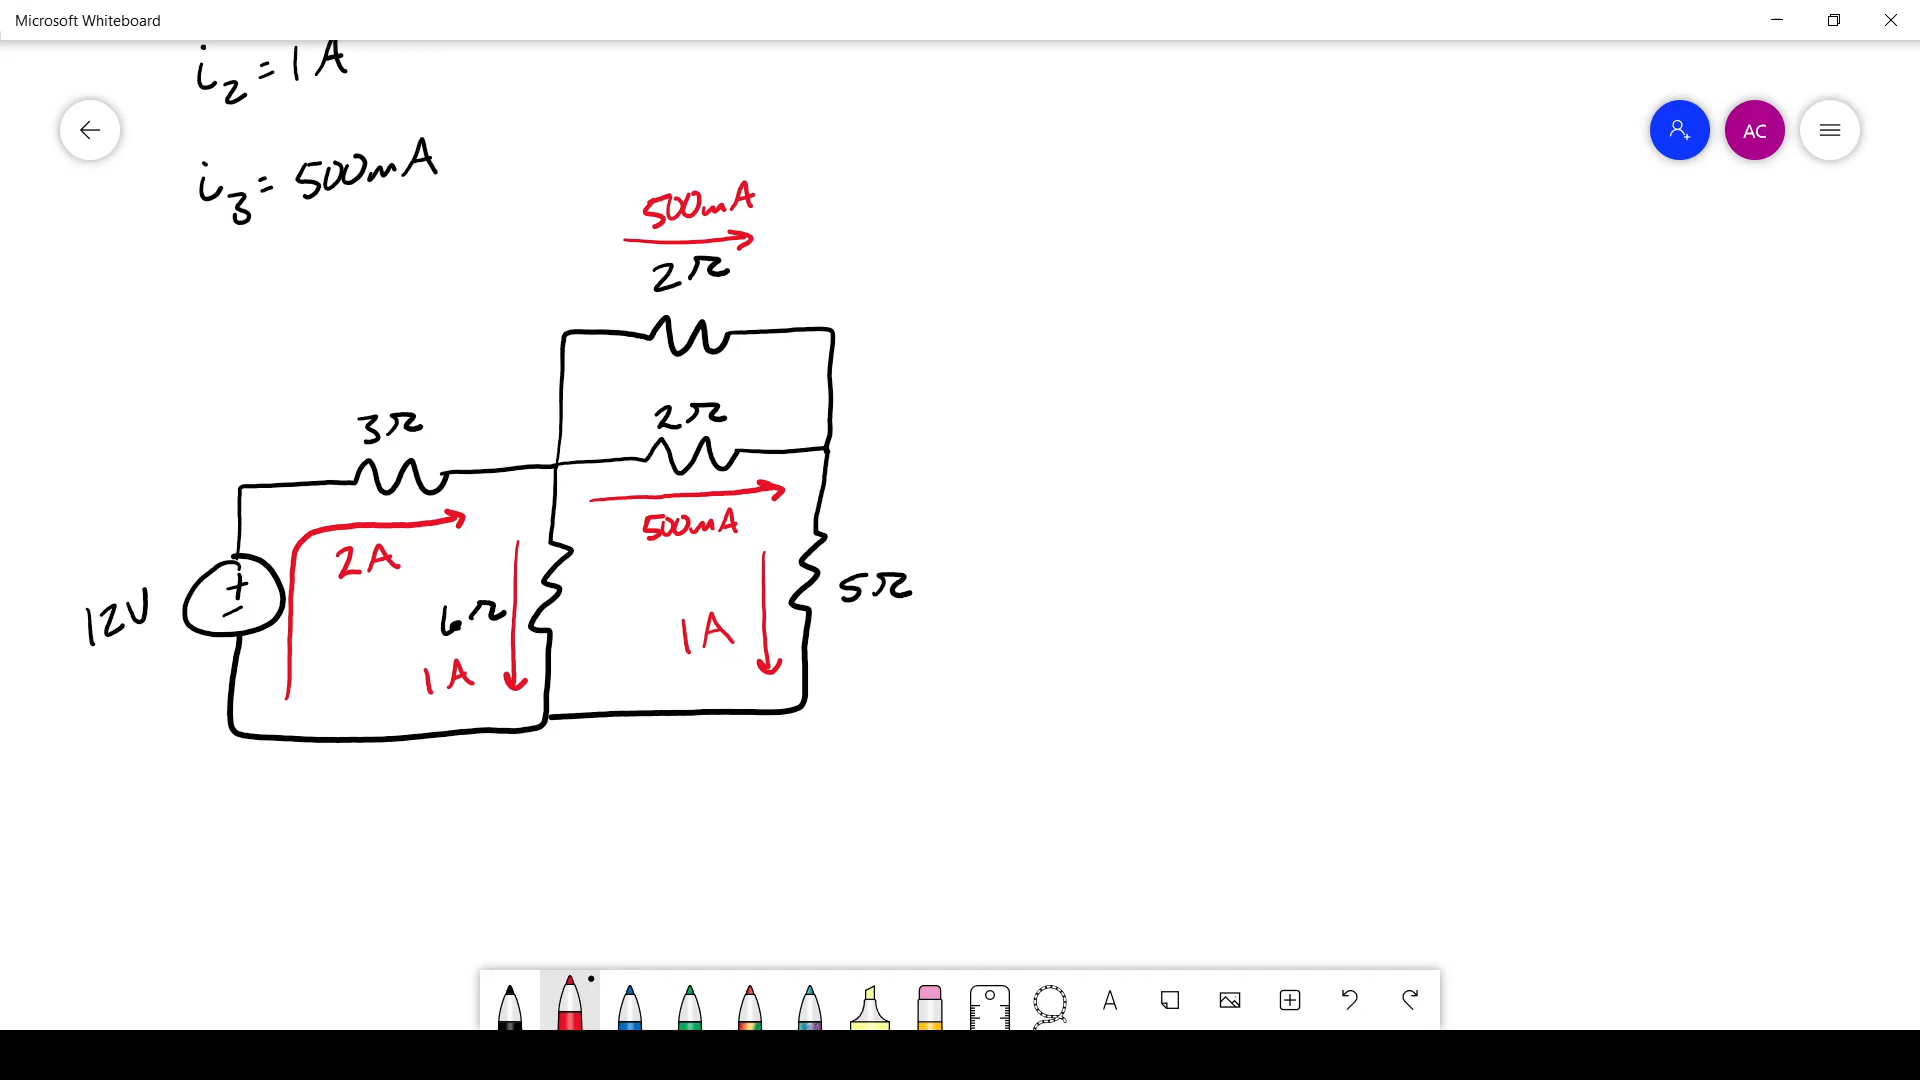 Microsoft Whiteboard
i2 = 1A
AC
i3 = 500mA
500mA
2Ω
3Ω
2Ω
2A
500mA
12V
+
-
6Ω
5Ω
1A
1A
A